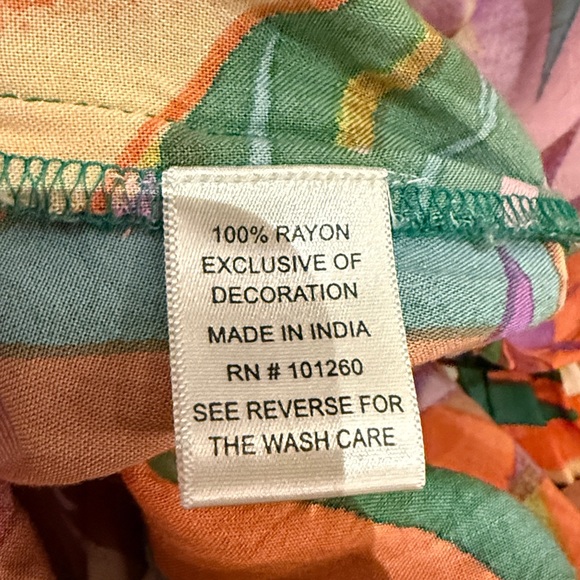 100% RAYON
EXCLUSIVE OF
DECORATION
MADE IN INDIA
RN # 101260
SEE REVERSE FOR
THE WASH CARE